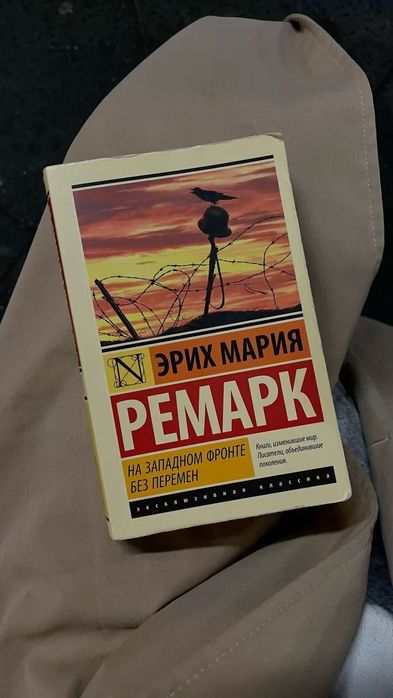 N
ЭРИХ МАРИЯ
РЕМАРК
НА ЗАПАДНОМ ФРОНТЕ
БЕЗ ПЕРЕМЕН
Книги, изменившие мир.
Писатели, объединившие
поколения.
эксклюзивная классика